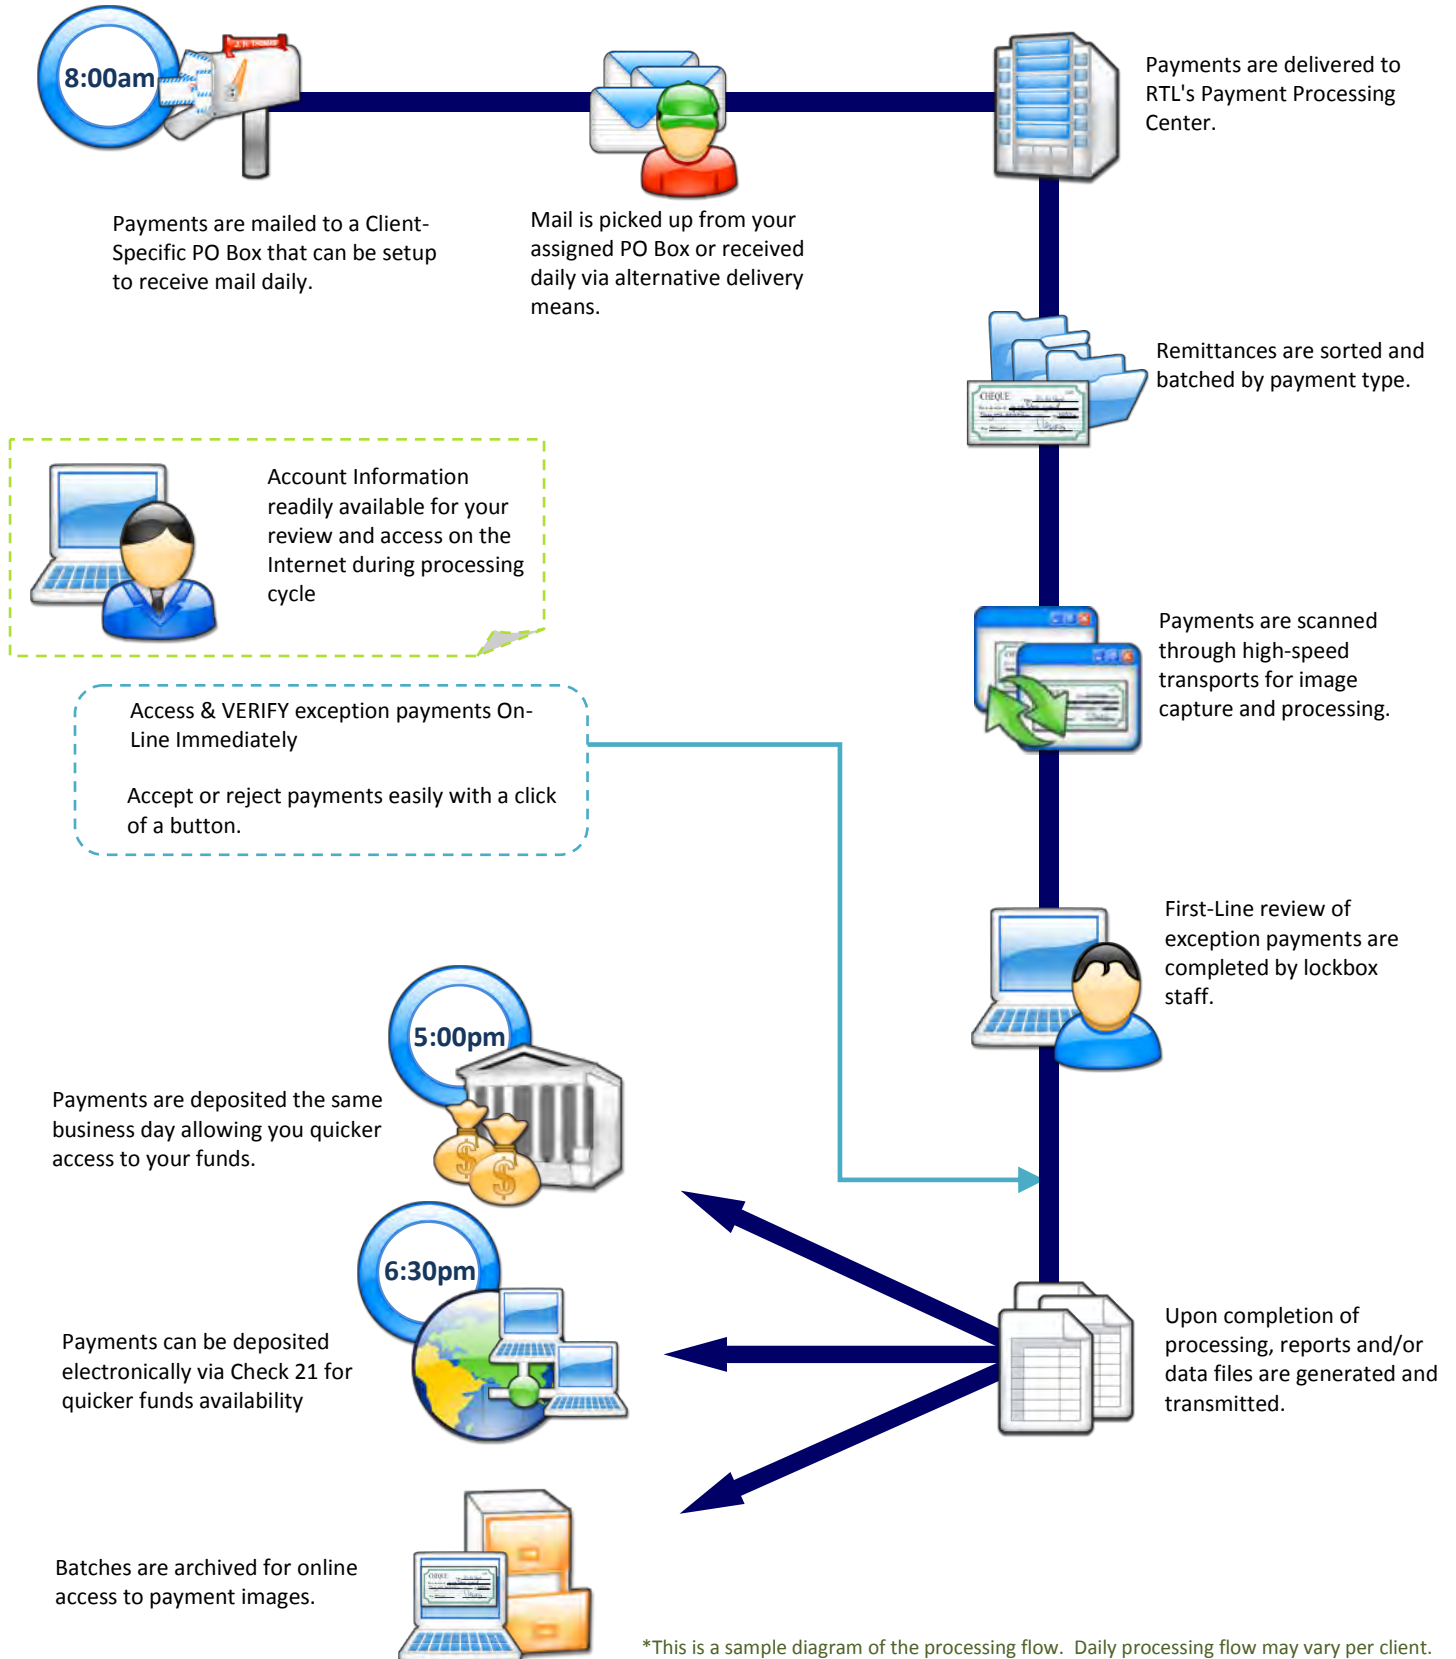 8:00am
Payments are mailed to a Client-
Specific PO Box that can be setup
to receive mail daily.
Mail is picked up from your
assigned PO Box or received
daily via alternative delivery
means.
Payments are delivered to
RTL's Payment Processing
Center.
Remittances are sorted and
batched by payment type.
CHEQUE
Account Information
readily available for your
review and access on the
Internet during processing
cycle
Payments are scanned
through high-speed
transports for image
capture and processing.
Access & VERIFY exception payments On-
Line Immediately
Accept or reject payments easily with a click
of a button.
First-Line review of
exception payments are
completed by lockbox
staff.
5:00pm
Payments are deposited the same
business day allowing you quicker
access to your funds.
6:30pm
Payments can be deposited
electronically via Check 21 for
quicker funds availability
Upon completion of
processing, reports and/or
data files are generated and
transmitted.
Batches are archived for online
access to payment images.
CHEQUE
*This is a sample diagram of the processing flow. Daily processing flow may vary per client.